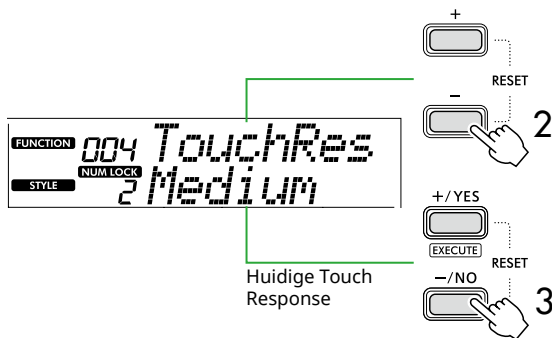 +
RESET
−
2
FUNCTION 004 TouchRes
NUM LOCK
STYLE 2 Medium
+/YES
EXECUTE
RESET
−/NO
3
Huidige Touch
Response